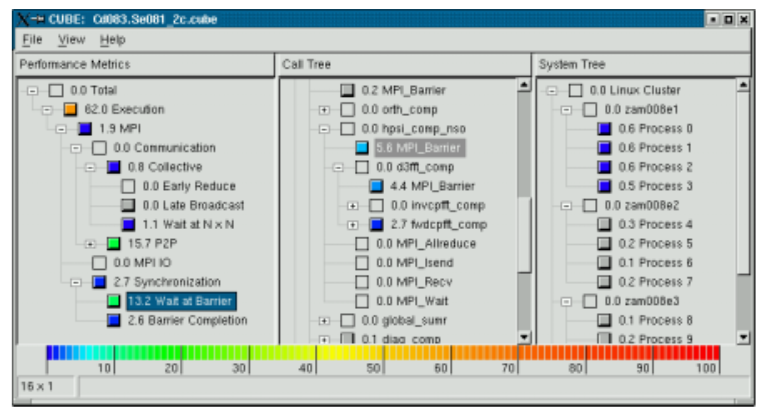 CUBE: Cd083.Se081_2c.cube
File View Help
Performance Metrics
0.0 Total
62.0 Execution
1.9 MPI
0.0 Communication
0.8 Collective
0.0 Early Reduce
0.0 Late Broadcast
1.1 Wait at N x N
15.7 P2P
0.0 MPI IO
2.7 Synchronization
13.2 Wait at Barrier
2.6 Barrier Completion
Call Tree
0.2 MPI_Barrier
0.0 orth_comp
0.0 hpsi_comp_nso
5.6 MPI_Barrier
0.0 d3fft_comp
4.4 MPI_Barrier
0.0 invcpfft_comp
2.7 fwdcpfft_comp
0.0 MPI_Allreduce
0.0 MPI_Isend
0.0 MPI_Recv
0.0 MPI_Wait
0.0 global_sumr
0.1 diag_comp
System Tree
0.0 Linux Cluster
0.0 zam008e1
0.6 Process 0
0.6 Process 1
0.6 Process 2
0.5 Process 3
0.0 zam008e2
0.3 Process 4
0.2 Process 5
0.1 Process 6
0.2 Process 7
0.0 zam008e3
0.1 Process 8
0.2 Process 9
10 20 30 40 50 60 70 80 90 100
16 x 1